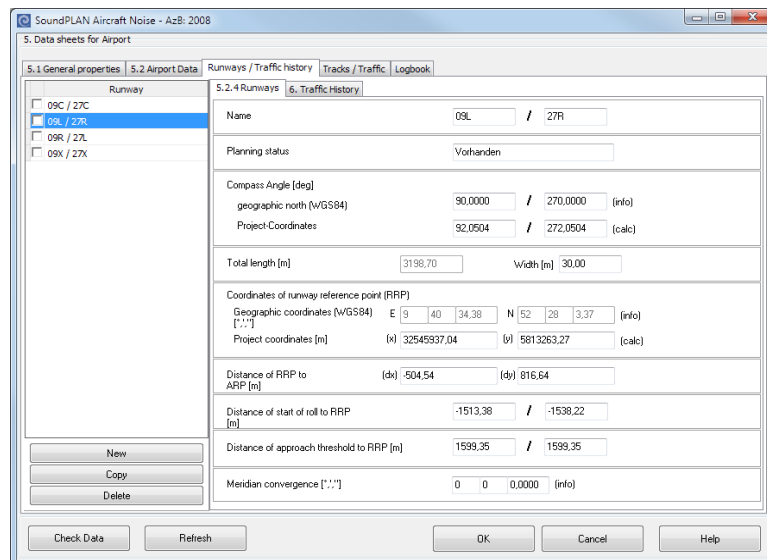 SoundPLAN Aircraft Noise - AzB: 2008
5. Data sheets for Airport
5.1 General properties 5.2 Airport Data Runways / Traffic history Tracks / Traffic Logbook
Runway
09C / 27C
09L / 27R
09R / 27L
09X / 27X
New
Copy
Delete
5.2.4 Runways 6. Traffic History
Name 09L / 27R
Planning status Vorhanden
Compass Angle [deg]
geographic north (WGS84) 90,0000 / 270,0000 (info)
Project-Coordinates 92,0504 / 272,0504 (calc)
Total length [m] 3198,70 Width [m] 30,00
Coordinates of runway reference point (RRP)
Geographic coordinates (WGS84) E 9 40 34,38 N 52 28 3,37 (info)
[°,',"]
Project coordinates [m] (x) 32545937,04 (y) 5813263,27 (calc)
Distance of RRP to (dx) -504,54 (dy) 816,64
ARP [m]
Distance of start of roll to RRP -1513,38 / -1538,22
[m]
Distance of approach threshold to RRP [m] 1599,35 / 1599,35
Meridian convergence [°,',"] 0 0 0,0000 (info)
Check Data Refresh OK Cancel Help